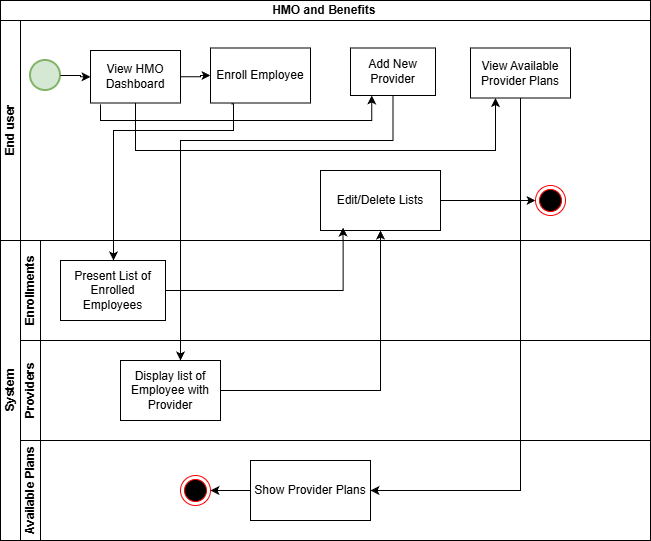 HMO and Benefits
End user
View HMO
Dashboard
Enroll Employee
Add New
Provider
View Available
Provider Plans
Edit/Delete Lists
System
Enrollments
Present List of
Enrolled
Employees
Providers
Display list of
Employee with
Provider
Available Plans
Show Provider Plans